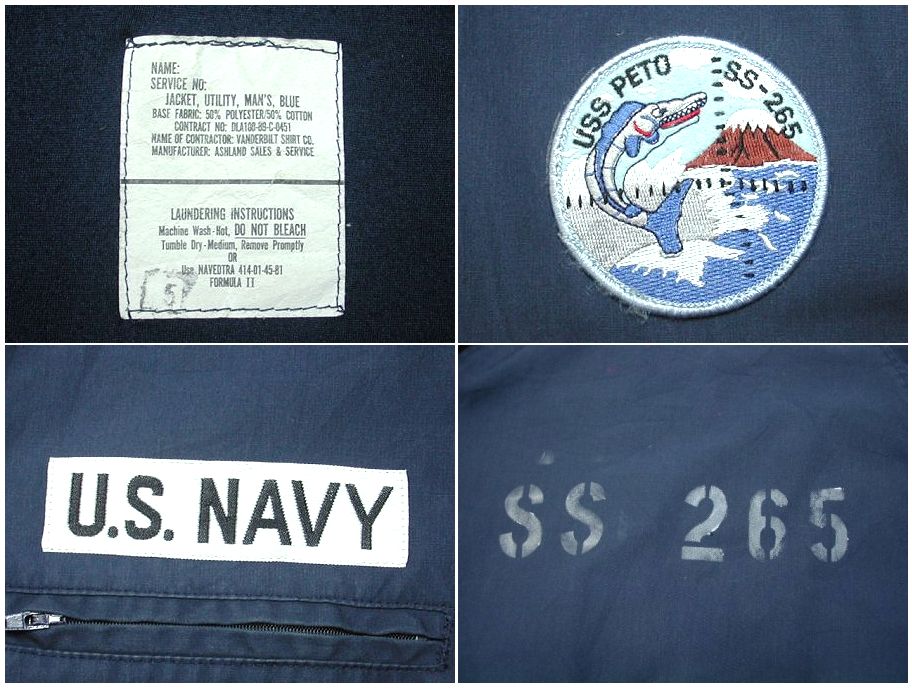 NAME:
SERVICE NO:
JACKET, UTILITY, MAN'S, BLUE
BASE FABRIC: 50% POLYESTER/50% COTTON
CONTRACT NO: DLA100-89-C-0451
NAME OF CONTRACTOR: VANDERBILT SHIRT CO.
MANUFACTURER: ASHLAND SALES & SERVICE
LAUNDERING INSTRUCTIONS
Machine Wash-Hot, DO NOT BLEACH
Tumble Dry-Medium, Remove Promptly
OR
Use NAVEDTRA 414-01-45-81
FORMULA II
5
USS PETO SS-265
U.S. NAVY
SS 265